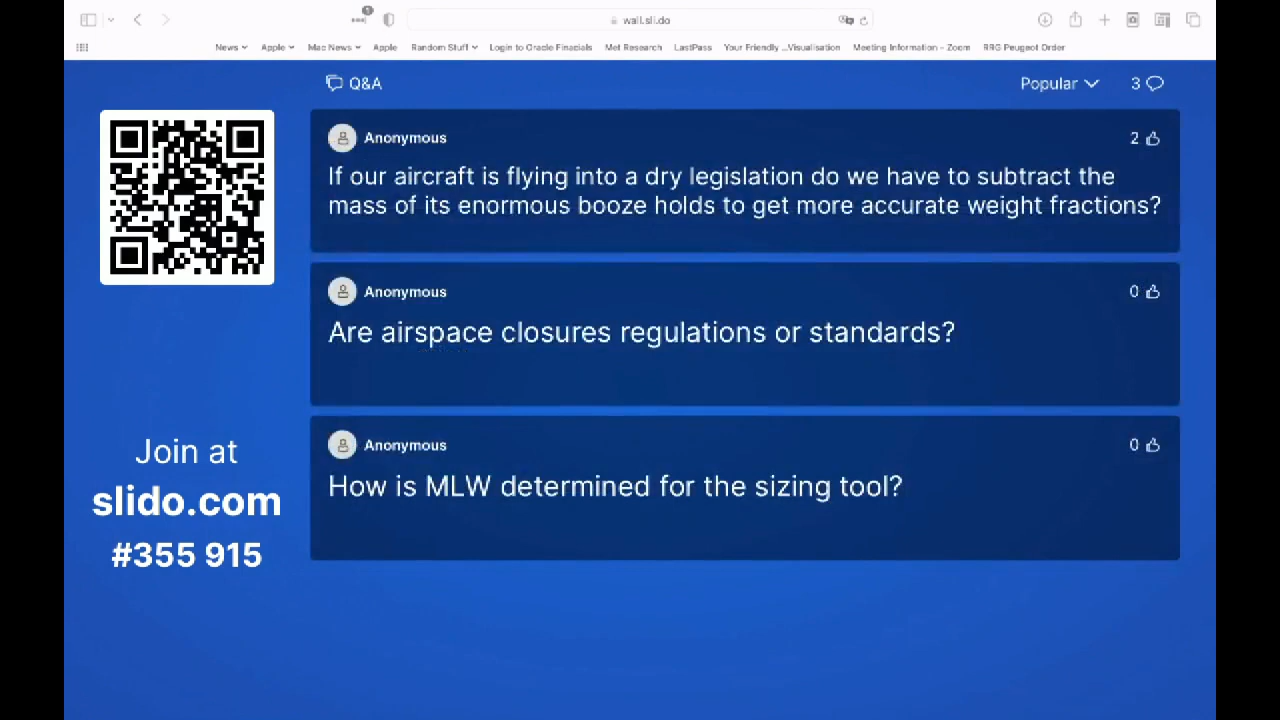 1
wall.sli.do
News
Apple
Mac News
Apple
Random Stuff
Login to Oracle Finacials
Met Research
LastPass
Your Friendly ...Visualisation
Meeting Information - Zoom
RRG Peugeot Order
Q&A
Popular
3
Anonymous
2
If our aircraft is flying into a dry legislation do we have to subtract the
mass of its enormous booze holds to get more accurate weight fractions?
Anonymous
0
Are airspace closures regulations or standards?
Anonymous
0
How is MLW determined for the sizing tool?
Join at
slido.com
#355 915